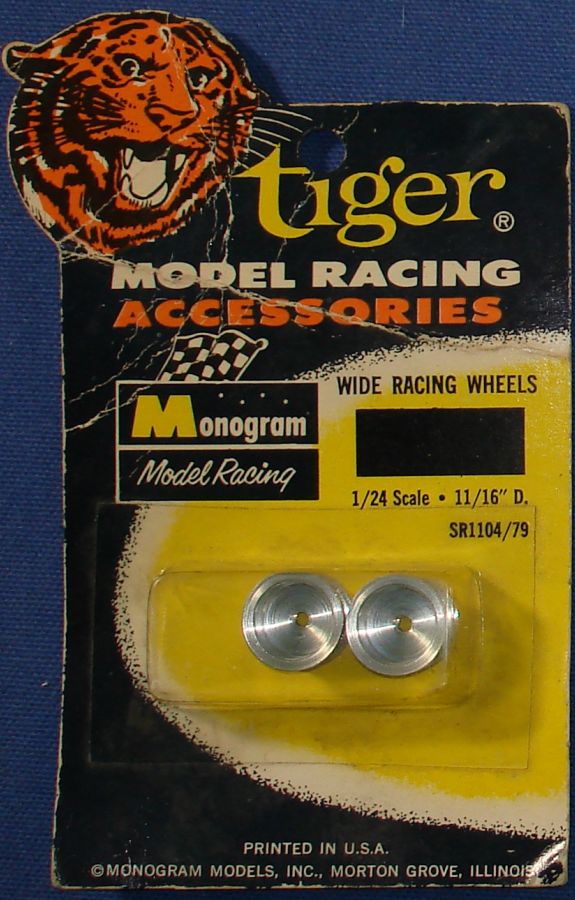 tiger ®
MODEL RACING
ACCESSORIES
WIDE RACING WHEELS
Monogram
Model Racing
1/24 Scale • 11/16" D.
SR1104/79
PRINTED IN U.S.A.
©MONOGRAM MODELS, INC., MORTON GROVE, ILLINOIS